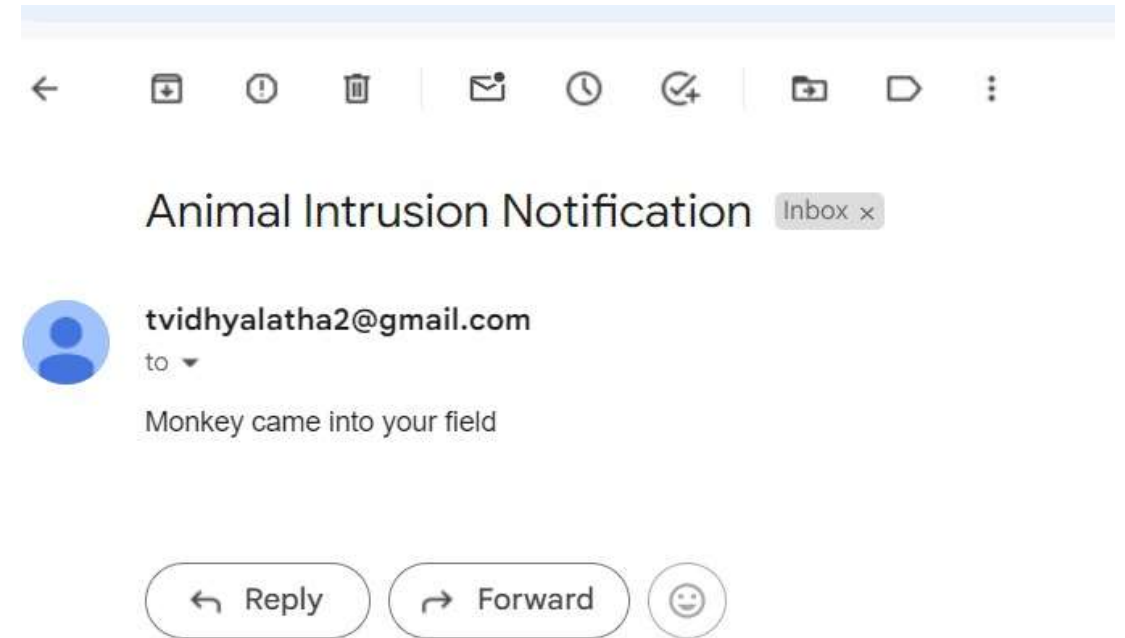 Animal Intrusion Notification Inbox ×
tvidhyalatha2@gmail.com
to
Monkey came into your field
Reply Forward